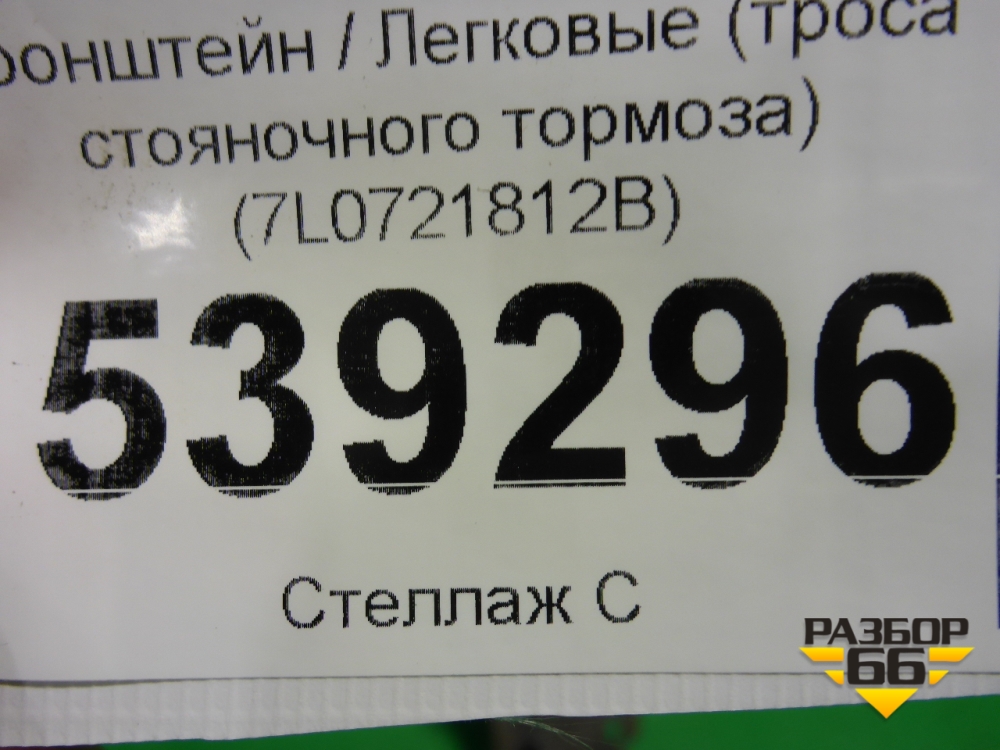 ронштейн / Легковые (троса
стояночного тормоза)
(7L0721812B)
539296
Стеллаж С
РАЗБОР
66